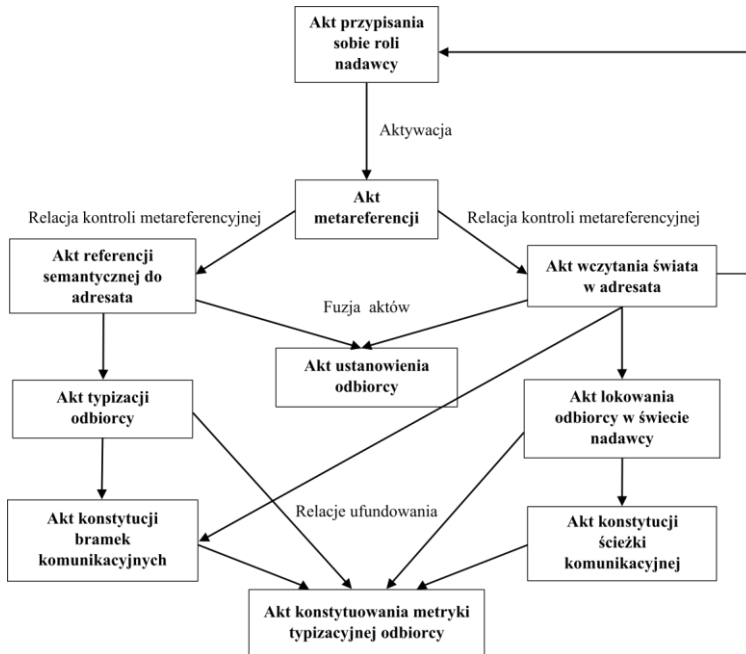 Akt przypisania
sobie roli
nadawcy
Aktywacja
Akt
metareferencji
Relacja kontroli metareferencyjnej
Relacja kontroli metareferencyjnej
Akt referencji
semantycznej do
adresata
Akt wczytania świata
w adresata
Fuzja aktów
Akt ustanowienia
odbiorcy
Akt typizacji
odbiorcy
Akt lokowania
odbiorcy w świecie
nadawcy
Akt konstytucji
bramek
komunikacyjnych
Relacje ufundowania
Akt konstytucji
ścieżki
komunikacyjnej
Akt konstytuowania metryki
typizacyjnej odbiorcy